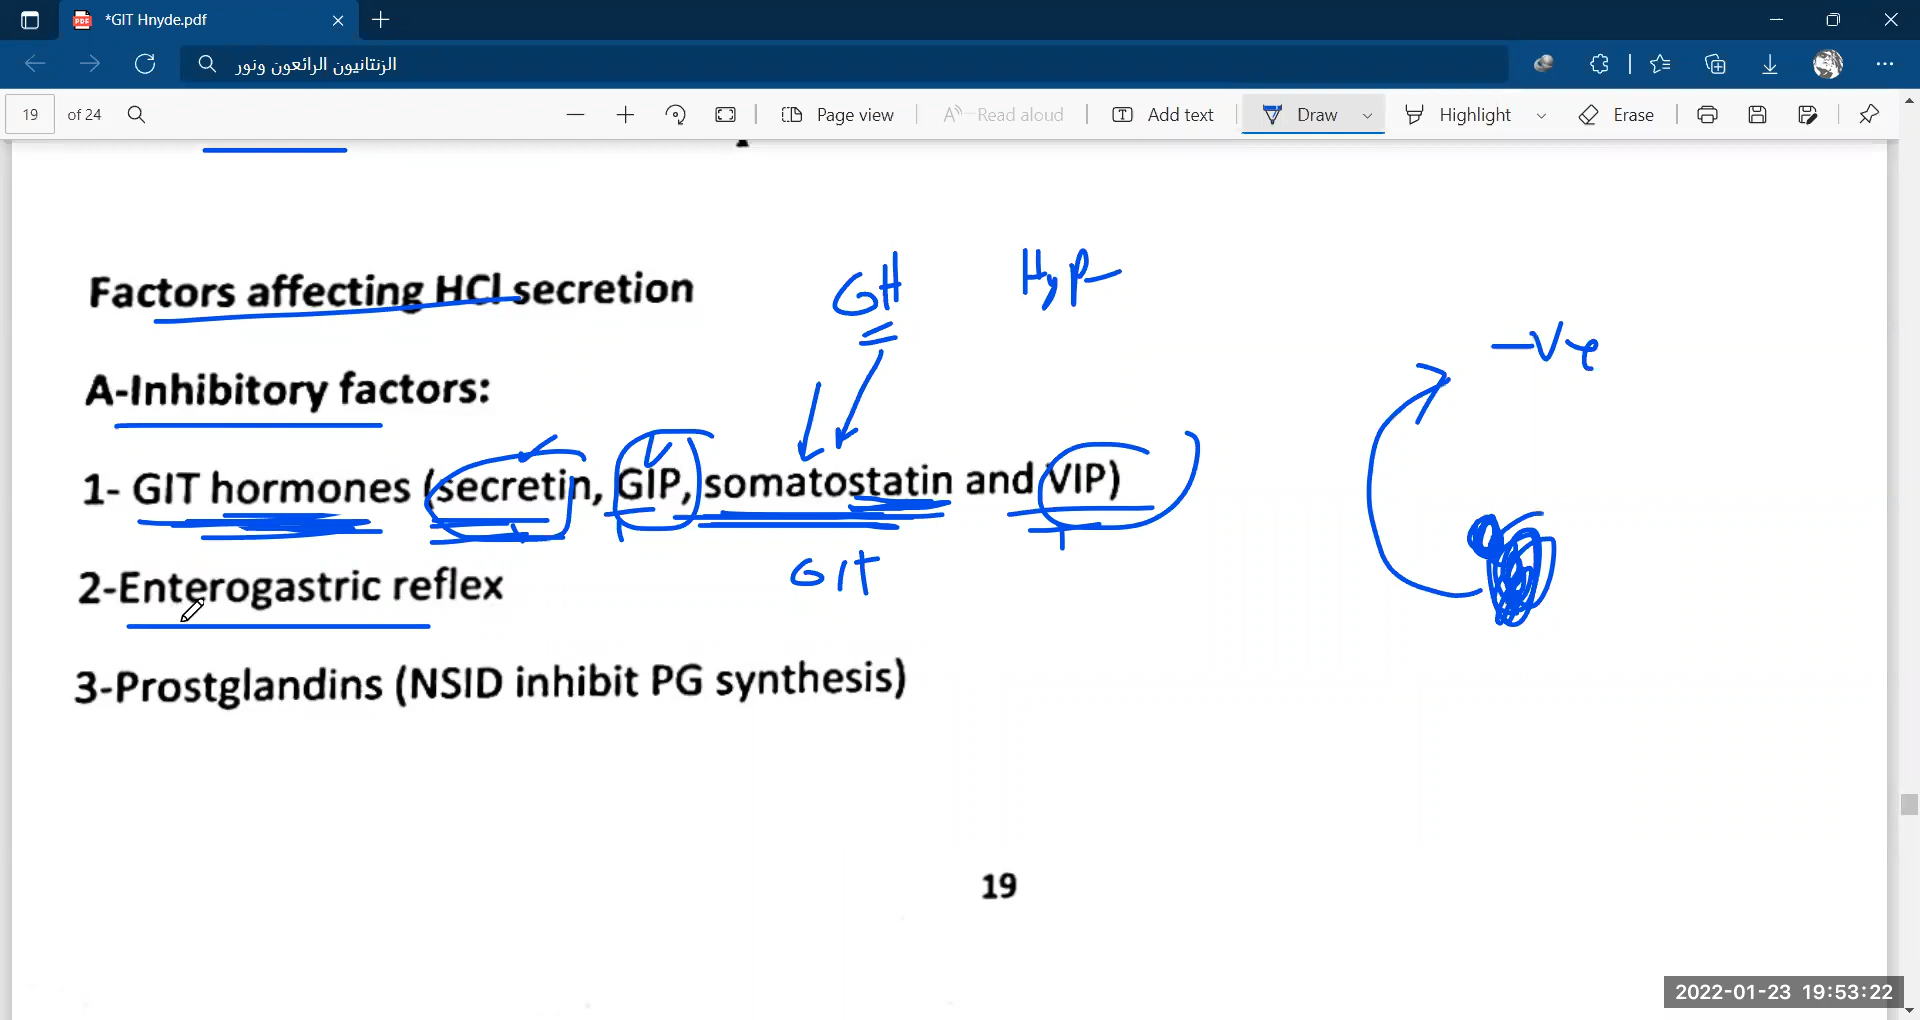 *GIT Hnyde.pdf
الزنتانيون الرائعون ونور
19 of 24
Page view
Read aloud
Add text
Draw
Highlight
Erase
Factors affecting HCl secretion
GH
Hyp
-Ve
A-Inhibitory factors:
1- GIT hormones (secretin, GIP, somatostatin and VIP)
GIT
2-Enterogastric reflex
3-Prostglandins (NSID inhibit PG synthesis)
19
2022-01-23 19:53:22